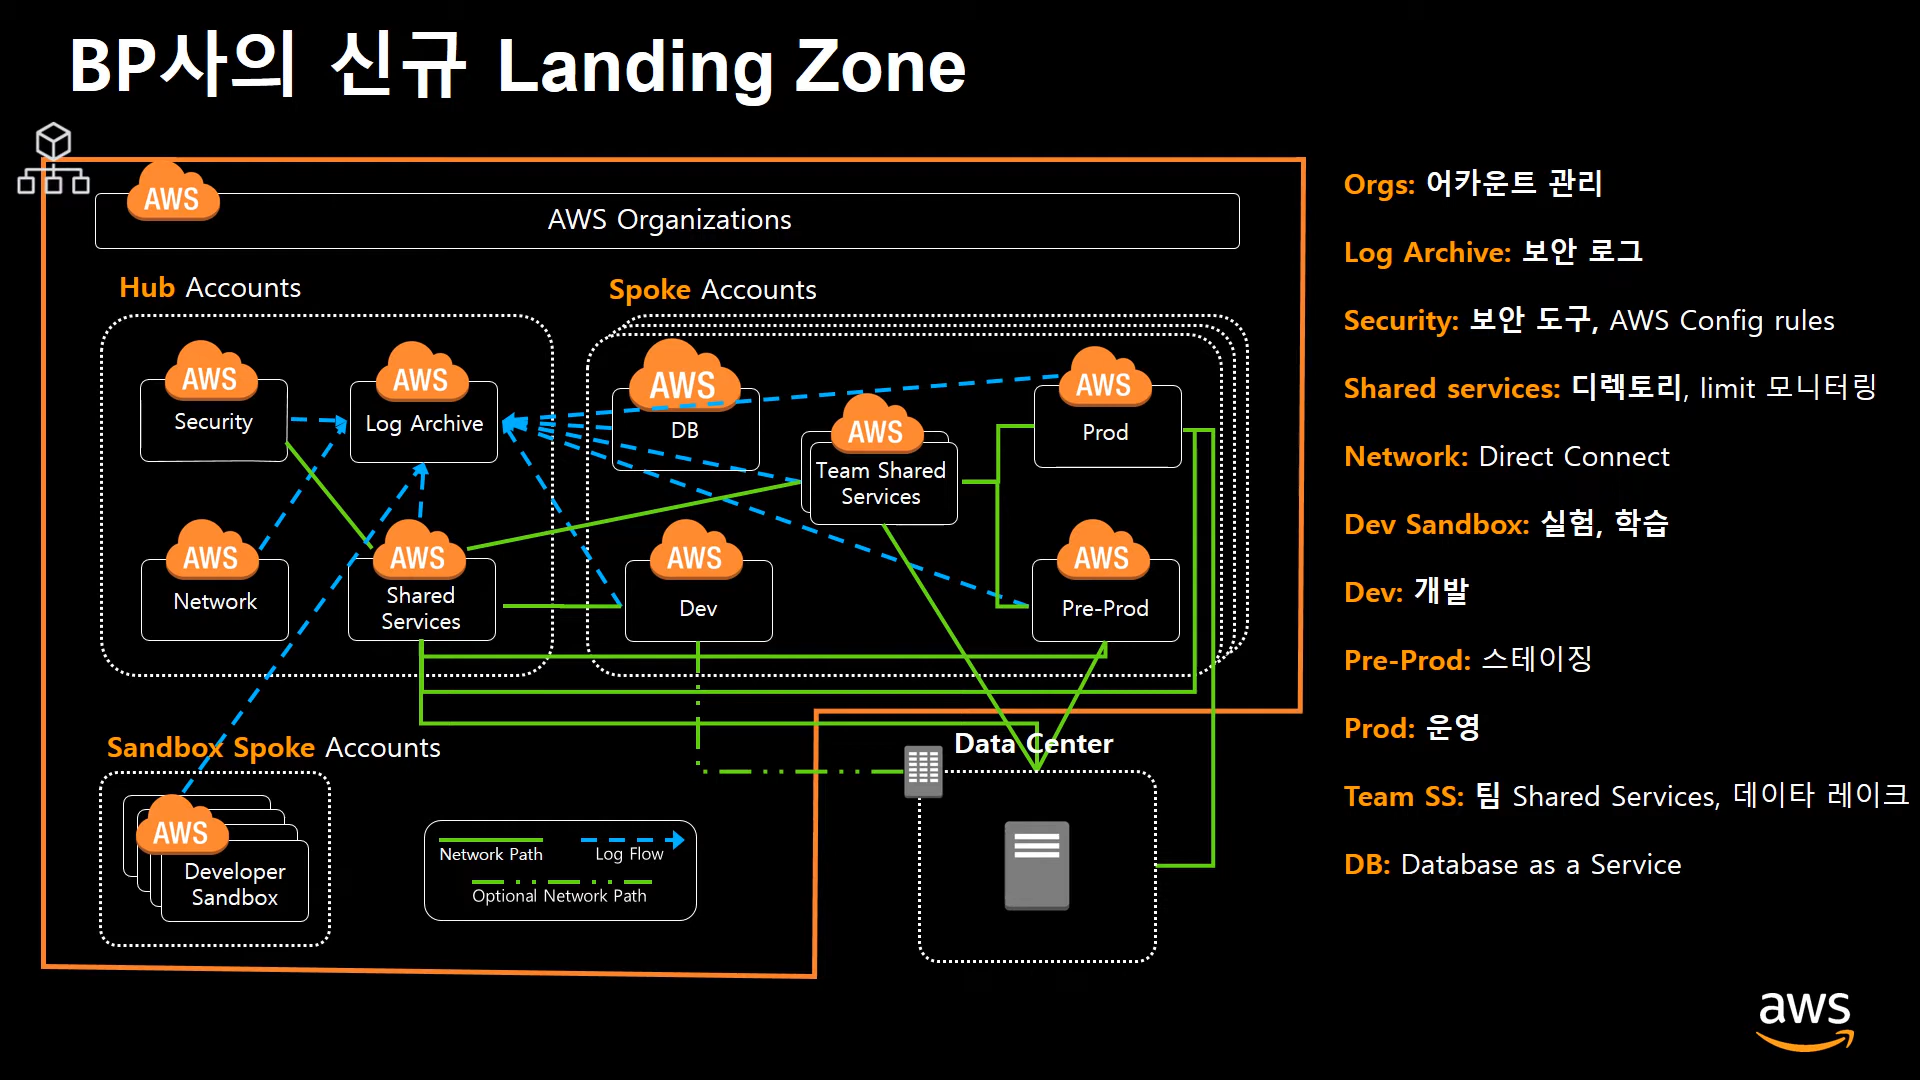 BP사의 신규 Landing Zone
AWS
AWS Organizations
Hub Accounts
Spoke Accounts
AWS
Security
AWS
Log Archive
AWS
Network
AWS
Shared
Services
AWS
DB
AWS
Team Shared
Services
AWS
Prod
AWS
Dev
AWS
Pre-Prod
Sandbox Spoke Accounts
AWS
Developer
Sandbox
Network Path
Log Flow
Optional Network Path
Data Center
Orgs: 어카운트 관리
Log Archive: 보안 로그
Security: 보안 도구, AWS Config rules
Shared services: 디렉토리, limit 모니터링
Network: Direct Connect
Dev Sandbox: 실험, 학습
Dev: 개발
Pre-Prod: 스테이징
Prod: 운영
Team SS: 팀 Shared Services, 데이타 레이크
DB: Database as a Service
aws